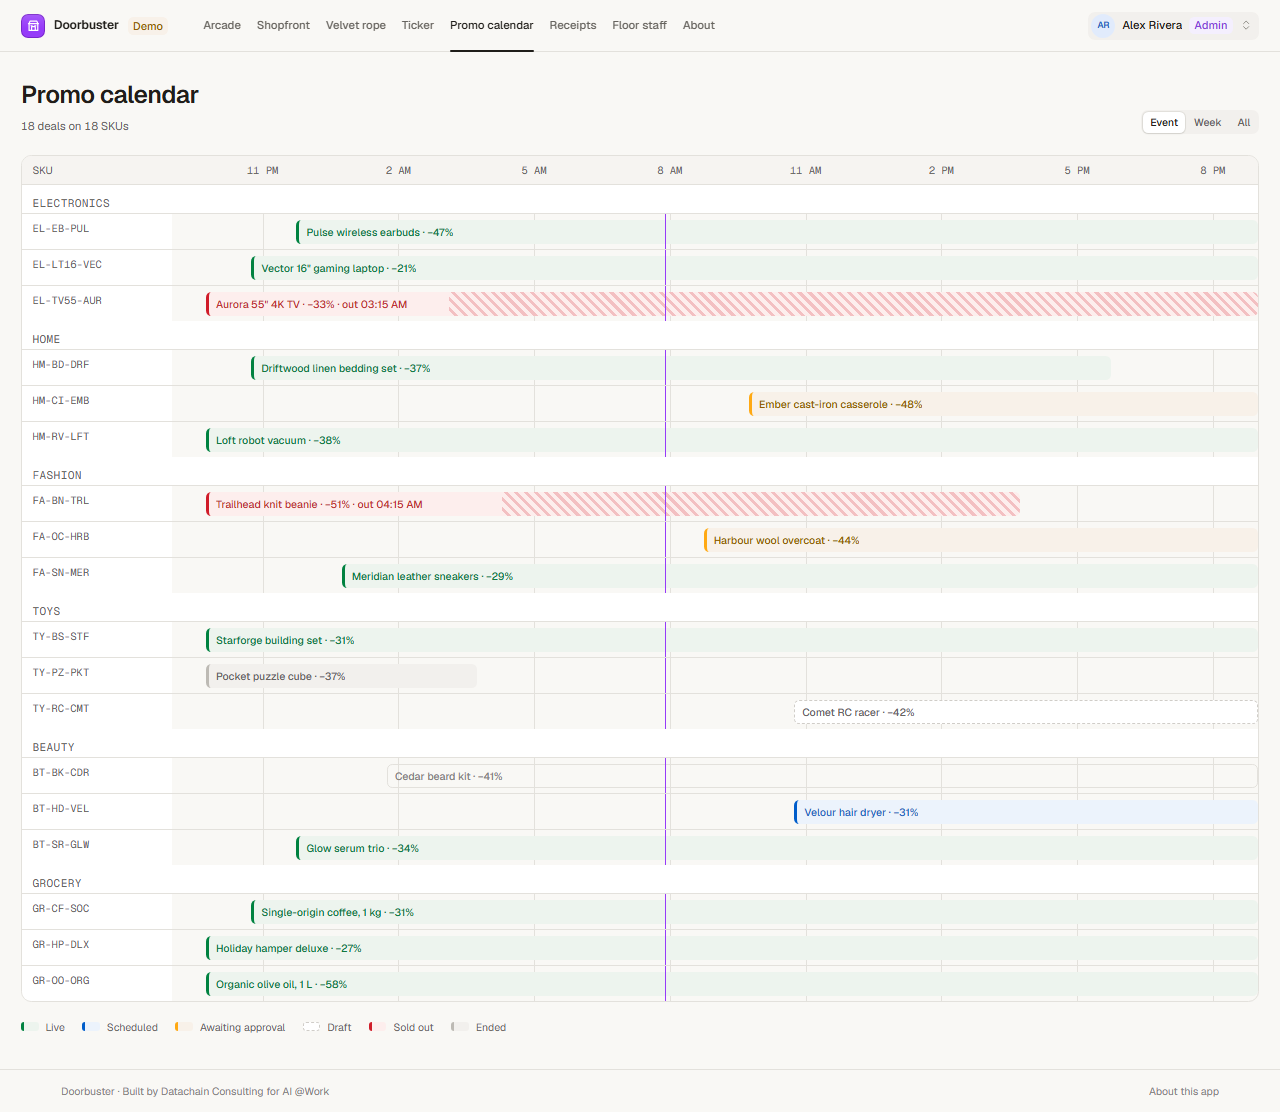 Doorbuster Demo Arcade Shopfront Velvet rope Ticker Promo calendar Receipts Floor staff About AR Alex Rivera Admin
Promo calendar
18 deals on 18 SKUs
Event Week All
SKU 11 PM 2 AM 5 AM 8 AM 11 AM 2 PM 5 PM 8 PM
ELECTRONICS
EL-EB-PUL Pulse wireless earbuds · −47%
EL-LT16-VEC Vector 16" gaming laptop · −21%
EL-TV55-AUR Aurora 55" 4K TV · −33% · out 03:15 AM
HOME
HM-BD-DRF Driftwood linen bedding set · −37%
HM-CI-EMB Ember cast-iron casserole · −48%
HM-RV-LFT Loft robot vacuum · −38%
FASHION
FA-BN-TRL Trailhead knit beanie · −51% · out 04:15 AM
FA-OC-HRB Harbour wool overcoat · −44%
FA-SN-MER Meridian leather sneakers · −29%
TOYS
TY-BS-STF Starforge building set · −31%
TY-PZ-PKT Pocket puzzle cube · −37%
TY-RC-CMT Comet RC racer · −42%
BEAUTY
BT-BK-CDR Cedar beard kit · −41%
BT-HD-VEL Velour hair dryer · −31%
BT-SR-GLW Glow serum trio · −34%
GROCERY
GR-CF-SOC Single-origin coffee, 1 kg · −31%
GR-HP-DLX Holiday hamper deluxe · −27%
GR-OO-ORG Organic olive oil, 1 L · −58%
Live Scheduled Awaiting approval Draft Sold out Ended
Doorbuster · Built by Datachain Consulting for AI @Work About this app